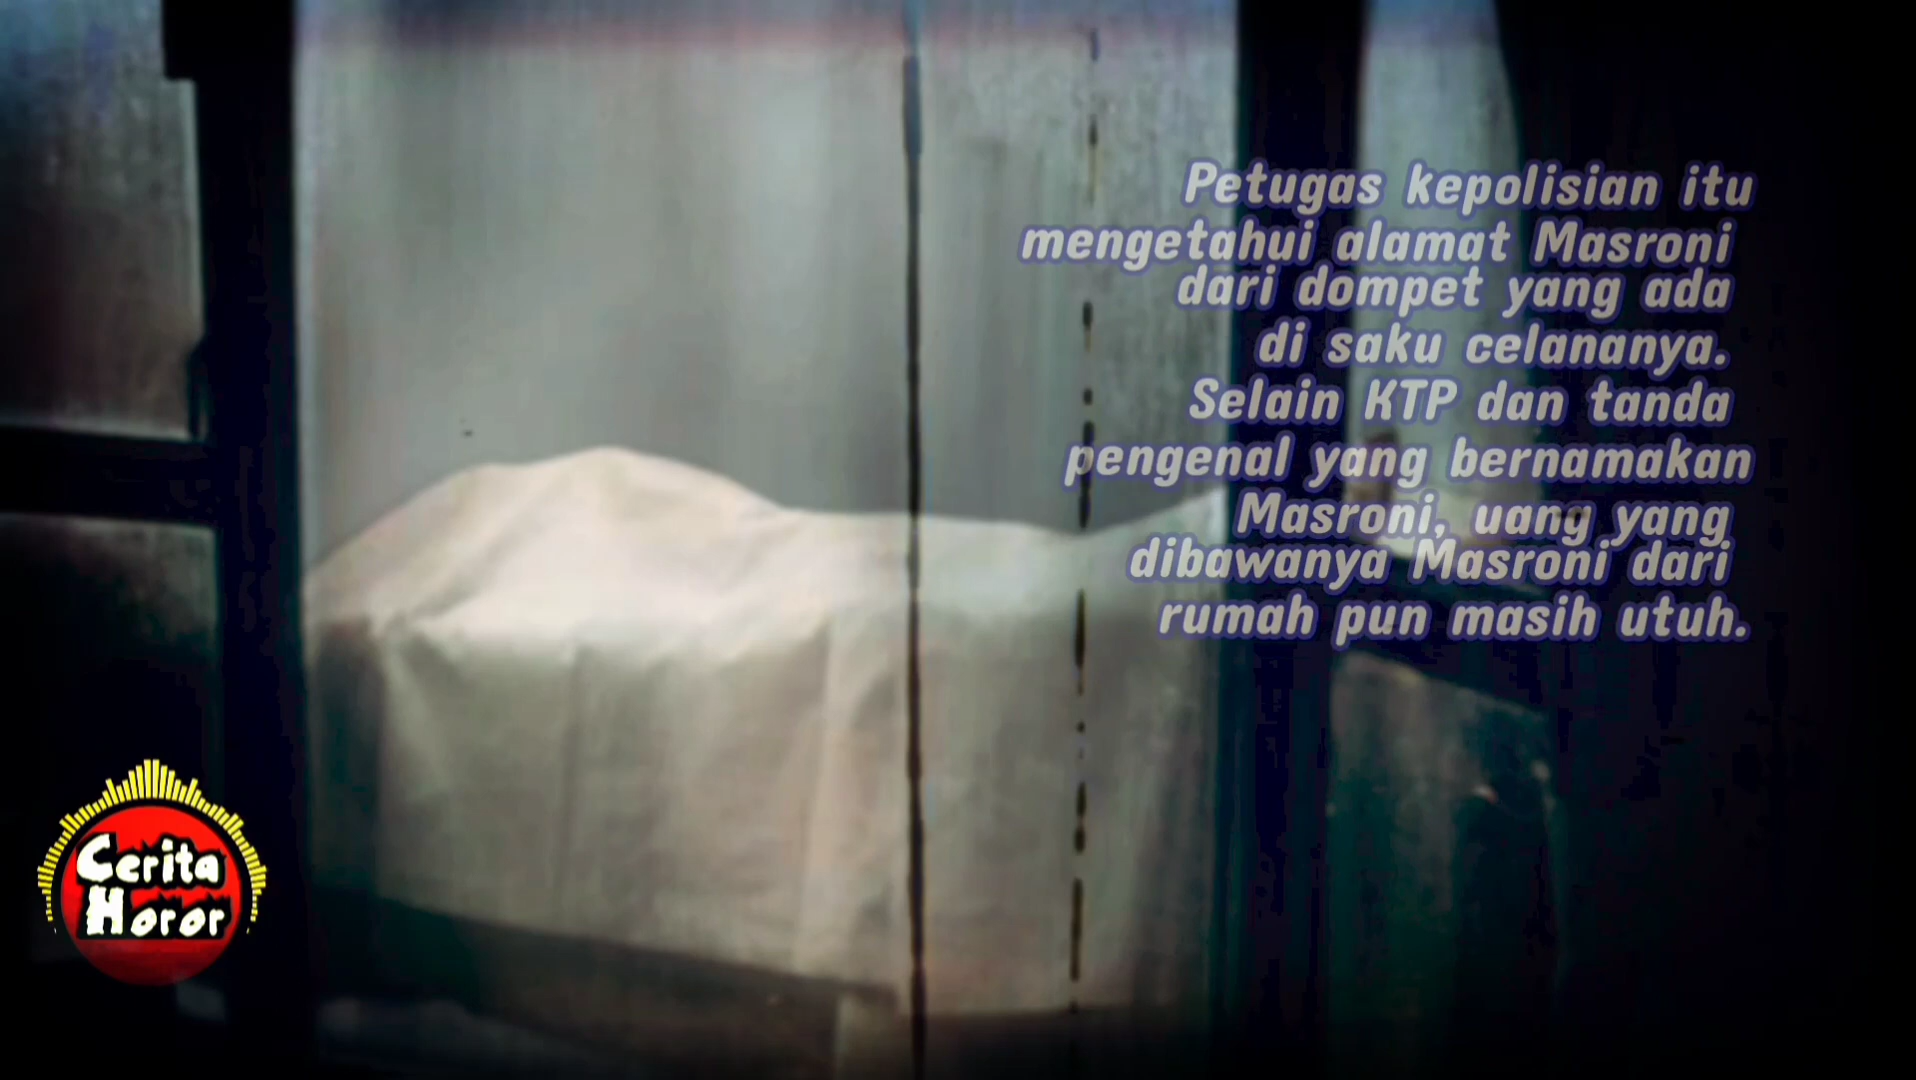 Petugas kepolisian itu
mengetahui alamat Masroni
dari dompet yang ada
di saku celananya.
Selain KTP dan tanda
pengenal yang bernamakan
Masroni, uang yang
dibawanya Masroni dari
rumah pun masih utuh.
Cerita
Horor